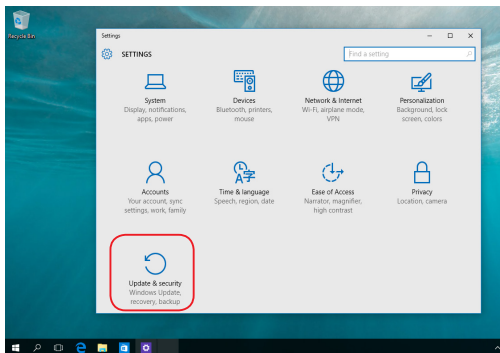 Recycle Bin
Settings
SETTINGS
Find a setting
System
Display, notifications,
apps, power
Devices
Bluetooth, printers,
mouse
Network & Internet
Wi-Fi, airplane mode,
VPN
Personalization
Background, lock
screen, colors
Accounts
Your account, sync
settings, work, family
Time & language
Speech, region, date
Ease of Access
Narrator, magnifier,
high contrast
Privacy
Location, camera
Update & security
Windows Update,
recovery, backup